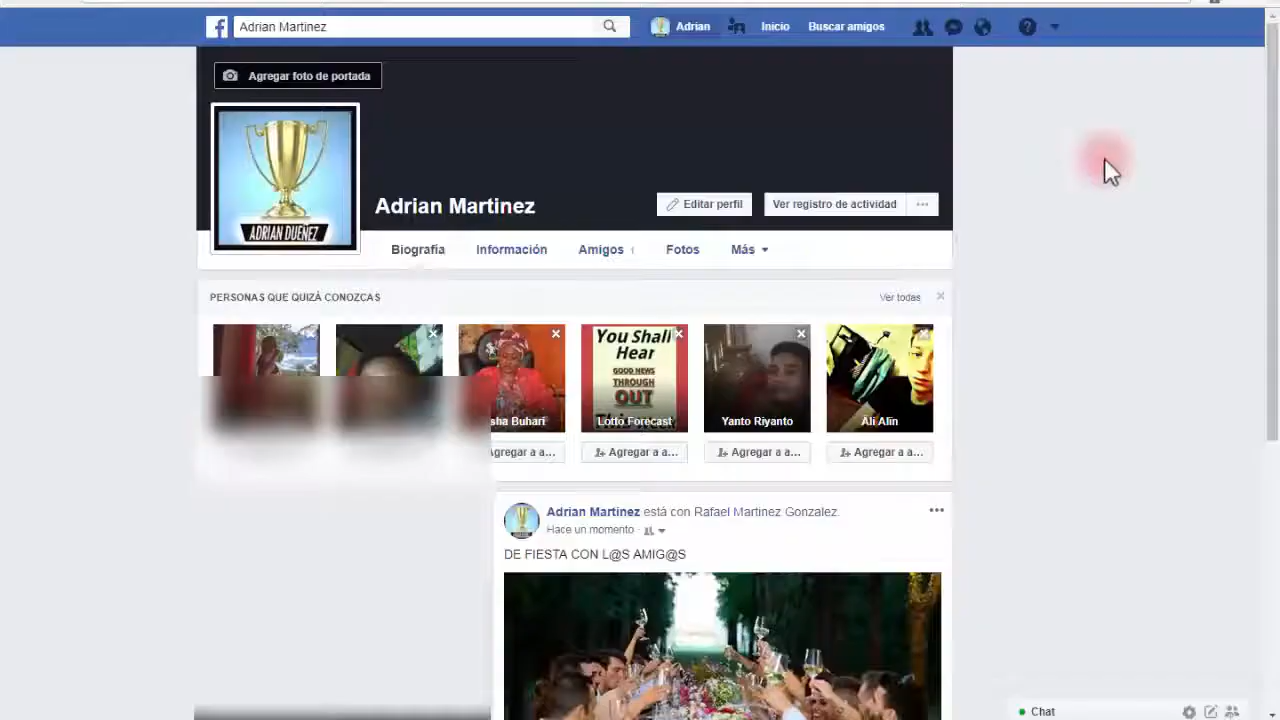 Adrian Martinez
Adrian
Inicio
Buscar amigos
Agregar foto de portada
ADRIAN DUEÑEZ
Adrian Martinez
Editar perfil
Ver registro de actividad
Biografía
Información
Amigos 1
Fotos
Más
PERSONAS QUE QUIZÁ CONOZCAS
Ver todas
You Shall
Hear
GOOD NEWS
THROUGH
OUT
sha Buhari
Lotto Forecast
Yanto Riyanto
Ali Alin
Agregar a a...
Agregar a a...
Agregar a a...
Agregar a a...
Adrian Martinez está con Rafael Martinez Gonzalez.
Hace un momento
DE FIESTA CON L@S AMIG@S
Chat